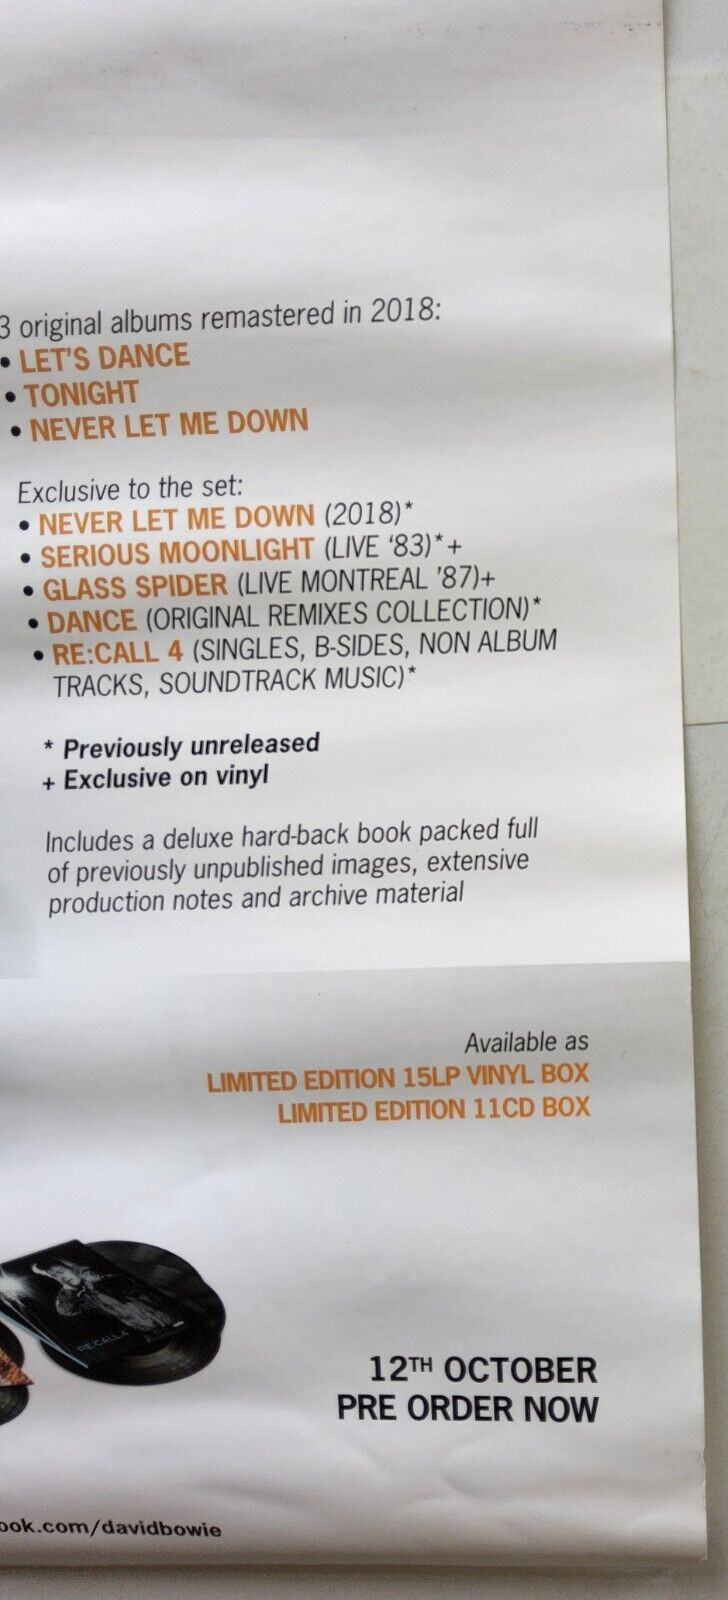 3 original albums remastered in 2018:
• LET'S DANCE
• TONIGHT
• NEVER LET ME DOWN
Exclusive to the set:
• NEVER LET ME DOWN (2018)*
• SERIOUS MOONLIGHT (LIVE '83)*+
• GLASS SPIDER (LIVE MONTREAL '87)+
• DANCE (ORIGINAL REMIXES COLLECTION)*
• RE:CALL 4 (SINGLES, B-SIDES, NON ALBUM
TRACKS, SOUNDTRACK MUSIC)*
* Previously unreleased
+ Exclusive on vinyl
Includes a deluxe hard-back book packed full
of previously unpublished images, extensive
production notes and archive material
Available as
LIMITED EDITION 15LP VINYL BOX
LIMITED EDITION 11CD BOX
RE:CALL 4
12TH OCTOBER
PRE ORDER NOW
ook.com/davidbowie